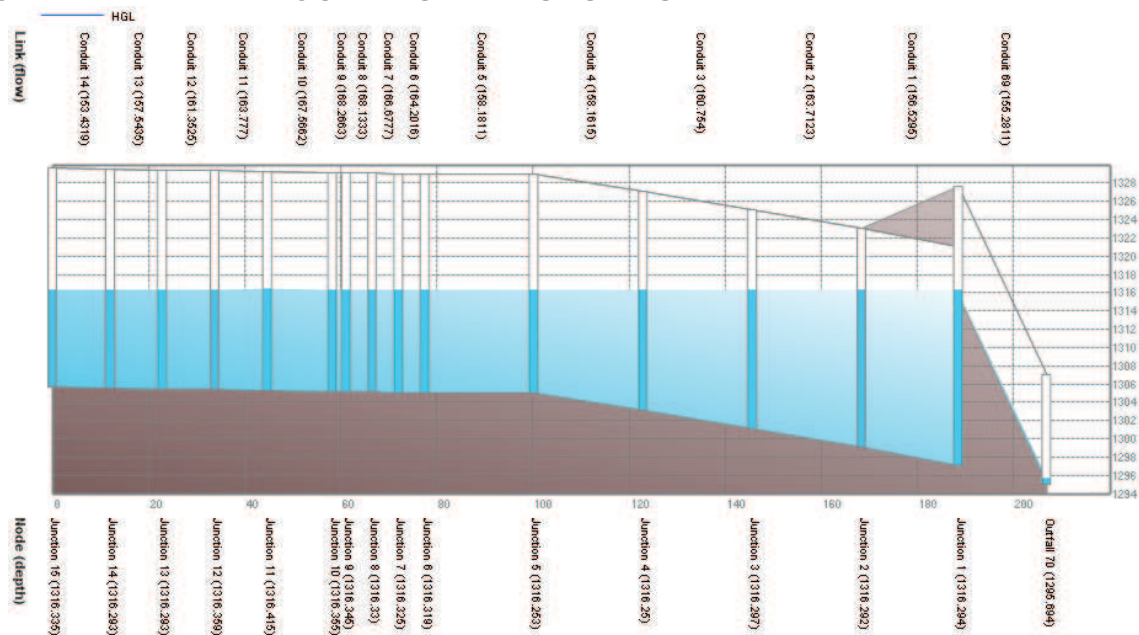 HGL
Link (flow)
Conduit 14 (153.4319)
Conduit 13 (157.5435)
Conduit 12 (161.3525)
Conduit 11 (163.777)
Conduit 10 (167.5662)
Conduit 9 (168.2663)
Conduit 8 (168.1333)
Conduit 7 (166.6777)
Conduit 6 (164.2016)
Conduit 5 (158.1811)
Conduit 4 (158.1615)
Conduit 3 (160.754)
Conduit 2 (163.7123)
Conduit 1 (156.5295)
Conduit 69 (155.2811)
1328
1326
1324
1322
1320
1318
1316
1314
1312
1310
1308
1306
1304
1302
1300
1298
1296
1294
0 20 40 60 80 100 120 140 160 180 200
Node (depth)
Junction 15 (1316.335)
Junction 14 (1316.293)
Junction 13 (1316.293)
Junction 12 (1316.359)
Junction 11 (1316.415)
Junction 10 (1316.355)
Junction 9 (1316.345)
Junction 8 (1316.33)
Junction 7 (1316.325)
Junction 6 (1316.319)
Junction 5 (1316.253)
Junction 4 (1316.25)
Junction 3 (1316.297)
Junction 2 (1316.292)
Junction 1 (1316.294)
Outfall 70 (1295.694)